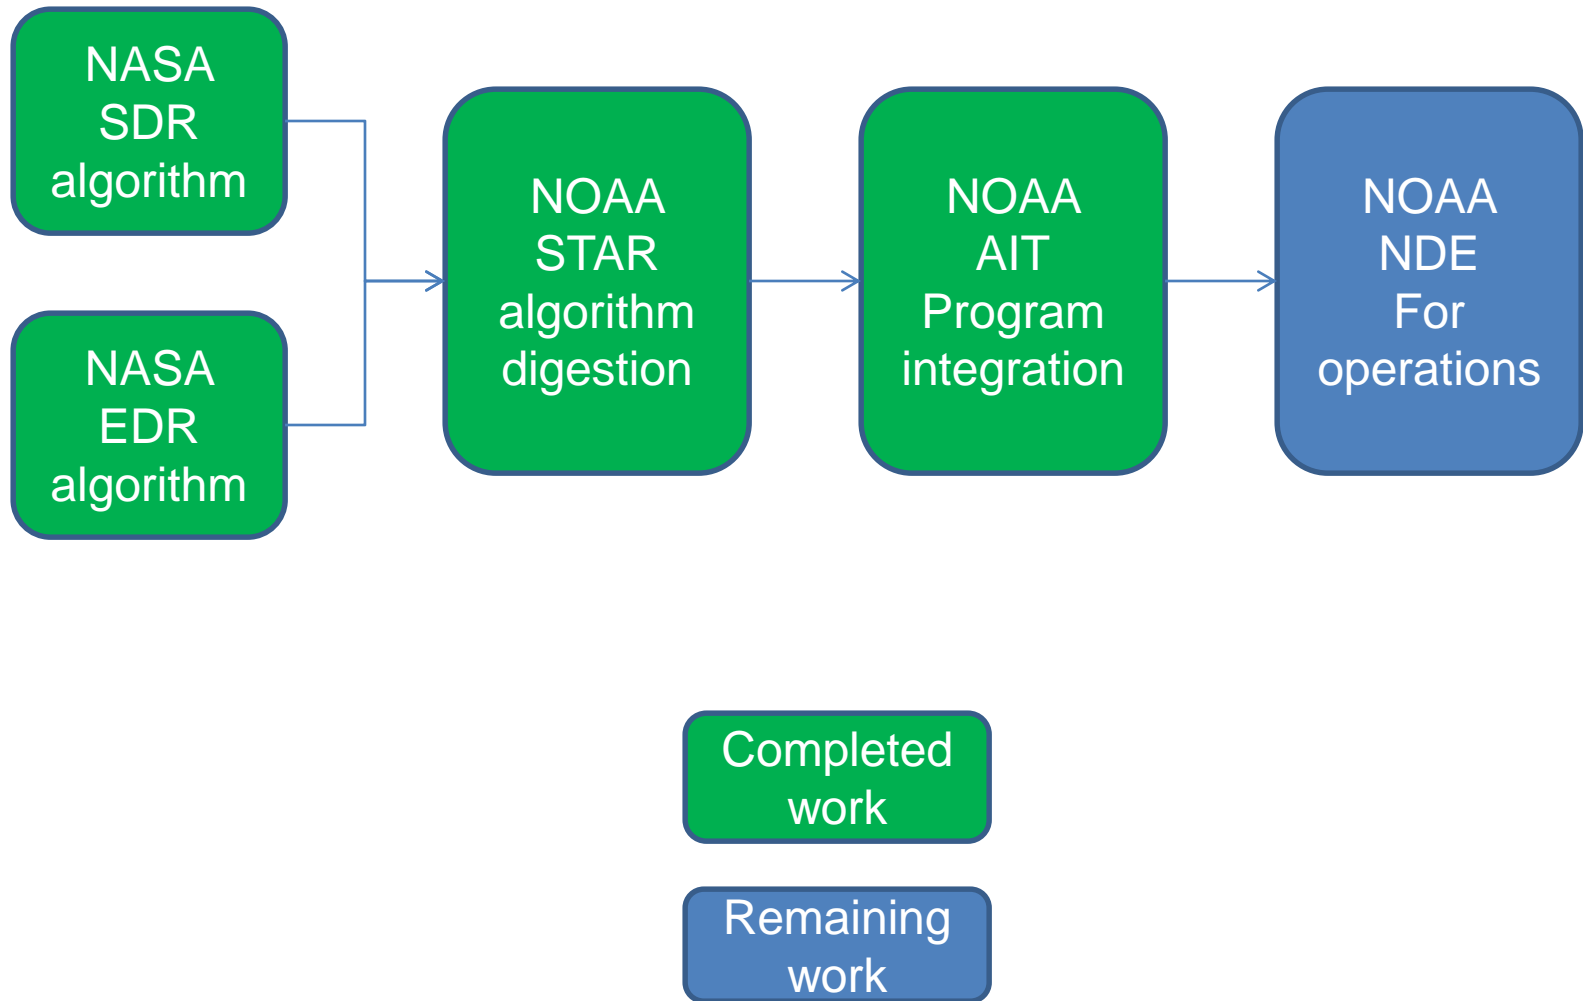 NASA
SDR
algorithm
NASA
EDR
algorithm
NOAA
STAR
algorithm
digestion
NOAA
AIT
Program
integration
NOAA
NDE
For
operations
Completed
work
Remaining
work